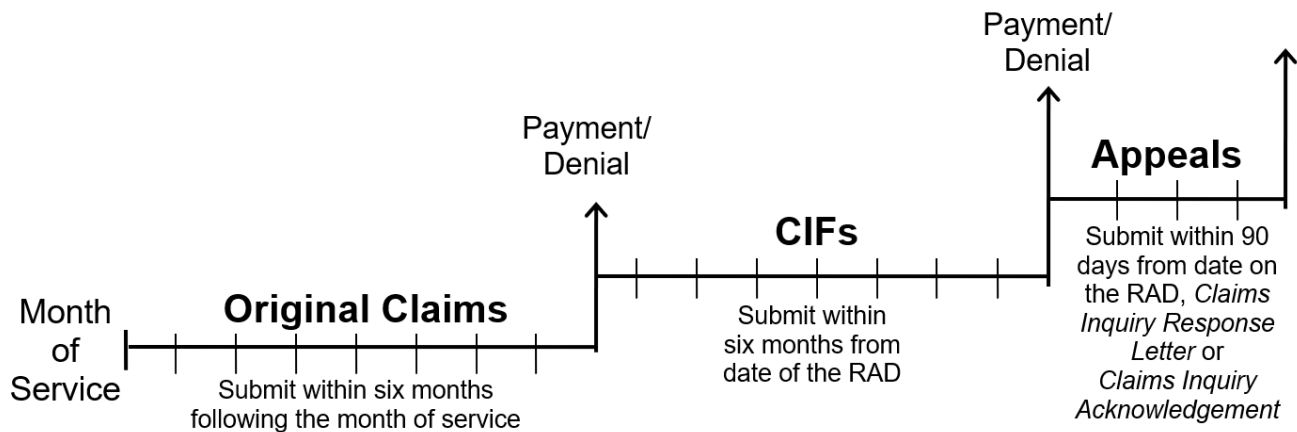 Month
of
Service
Original Claims
Submit within six months
following the month of service
Payment/
Denial
CIFs
Submit within
six months from
date of the RAD
Payment/
Denial
Appeals
Submit within 90
days from date on
the RAD, Claims
Inquiry Response
Letter or
Claims Inquiry
Acknowledgement